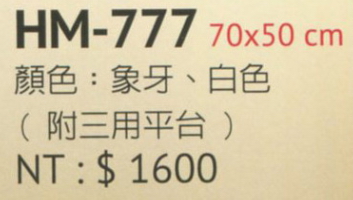 HM-777 70x50 cm
顏色：象牙、白色
( 附三用平台 )
NT : $ 1600